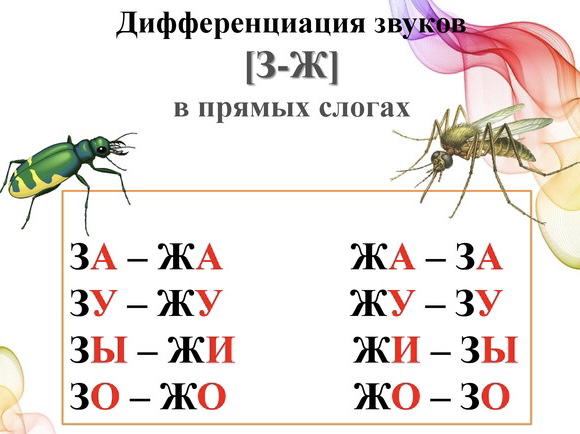 Дифференциация звуков
[З-Ж]
в прямых слогах
ЗА – ЖА ЖА – ЗА
ЗУ – ЖУ ЖУ – ЗУ
ЗЫ – ЖИ ЖИ – ЗЫ
ЗО – ЖО ЖО – ЗО